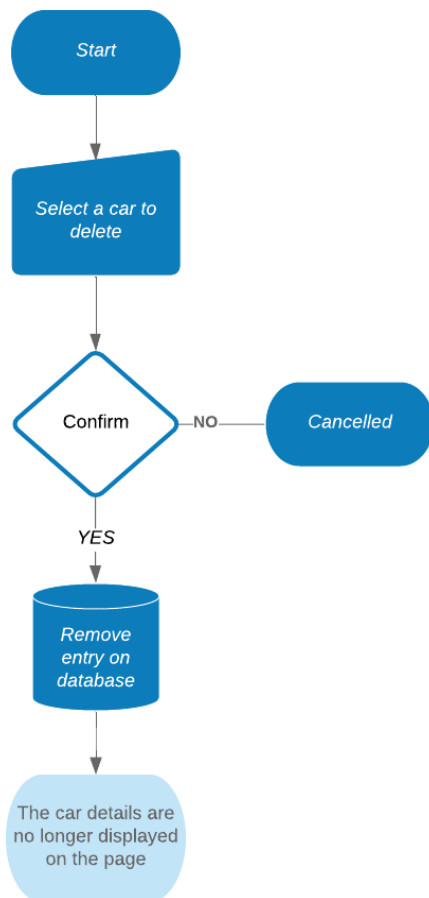 Start
Select a car to
delete
Confirm
NO
Cancelled
YES
Remove
entry on
database
The car details are
no longer displayed
on the page